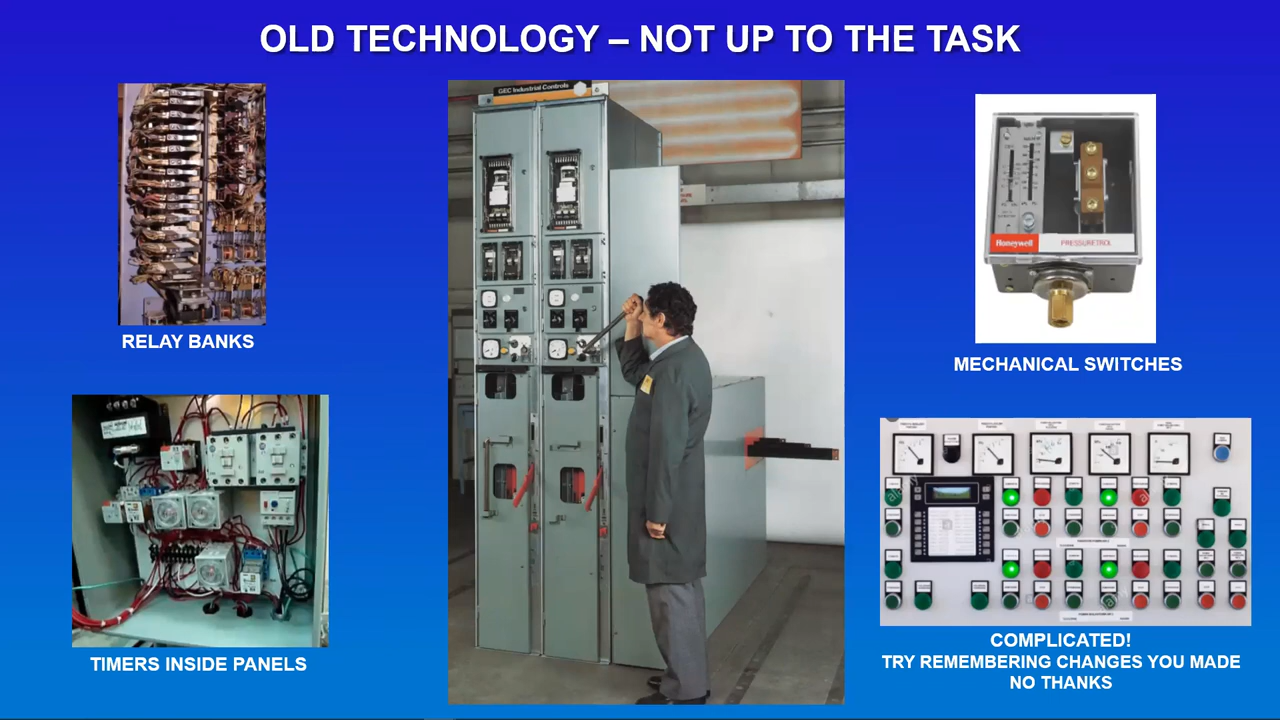 OLD TECHNOLOGY – NOT UP TO THE TASK
GEC Industrial Controls
Honeywell
PRESSURETROL
RELAY BANKS
MECHANICAL SWITCHES
TIMERS INSIDE PANELS
COMPLICATED!
TRY REMEMBERING CHANGES YOU MADE
NO THANKS